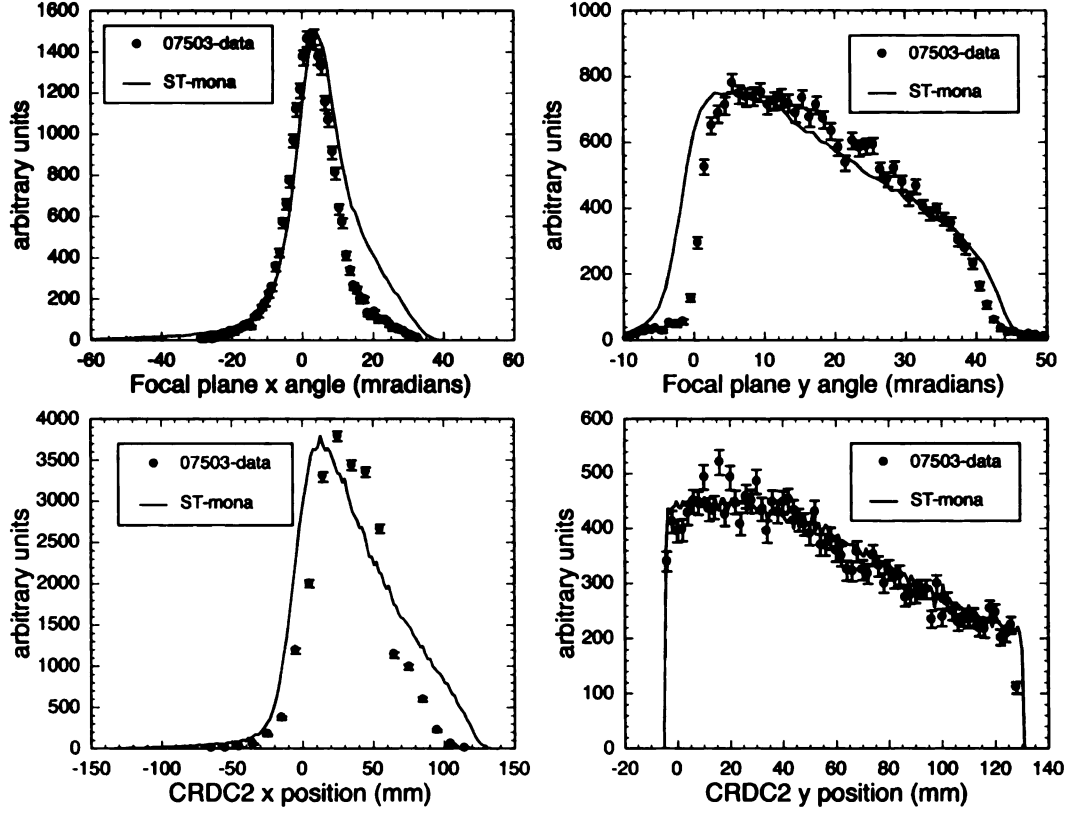 1600
1400
1200
1000
800
600
400
200
0
arbitrary units
07503-data
ST-mona
-60 -40 -20 0 20 40 60
Focal plane x angle (mradians)
1000
800
600
400
200
0
arbitrary units
07503-data
ST-mona
-10 0 10 20 30 40 50
Focal plane y angle (mradians)
4000
3500
3000
2500
2000
1500
1000
500
0
arbitrary units
07503-data
ST-mona
-150 -100 -50 0 50 100 150
CRDC2 x position (mm)
600
500
400
300
200
100
0
arbitrary units
07503-data
ST-mona
-20 0 20 40 60 80 100 120 140
CRDC2 y position (mm)